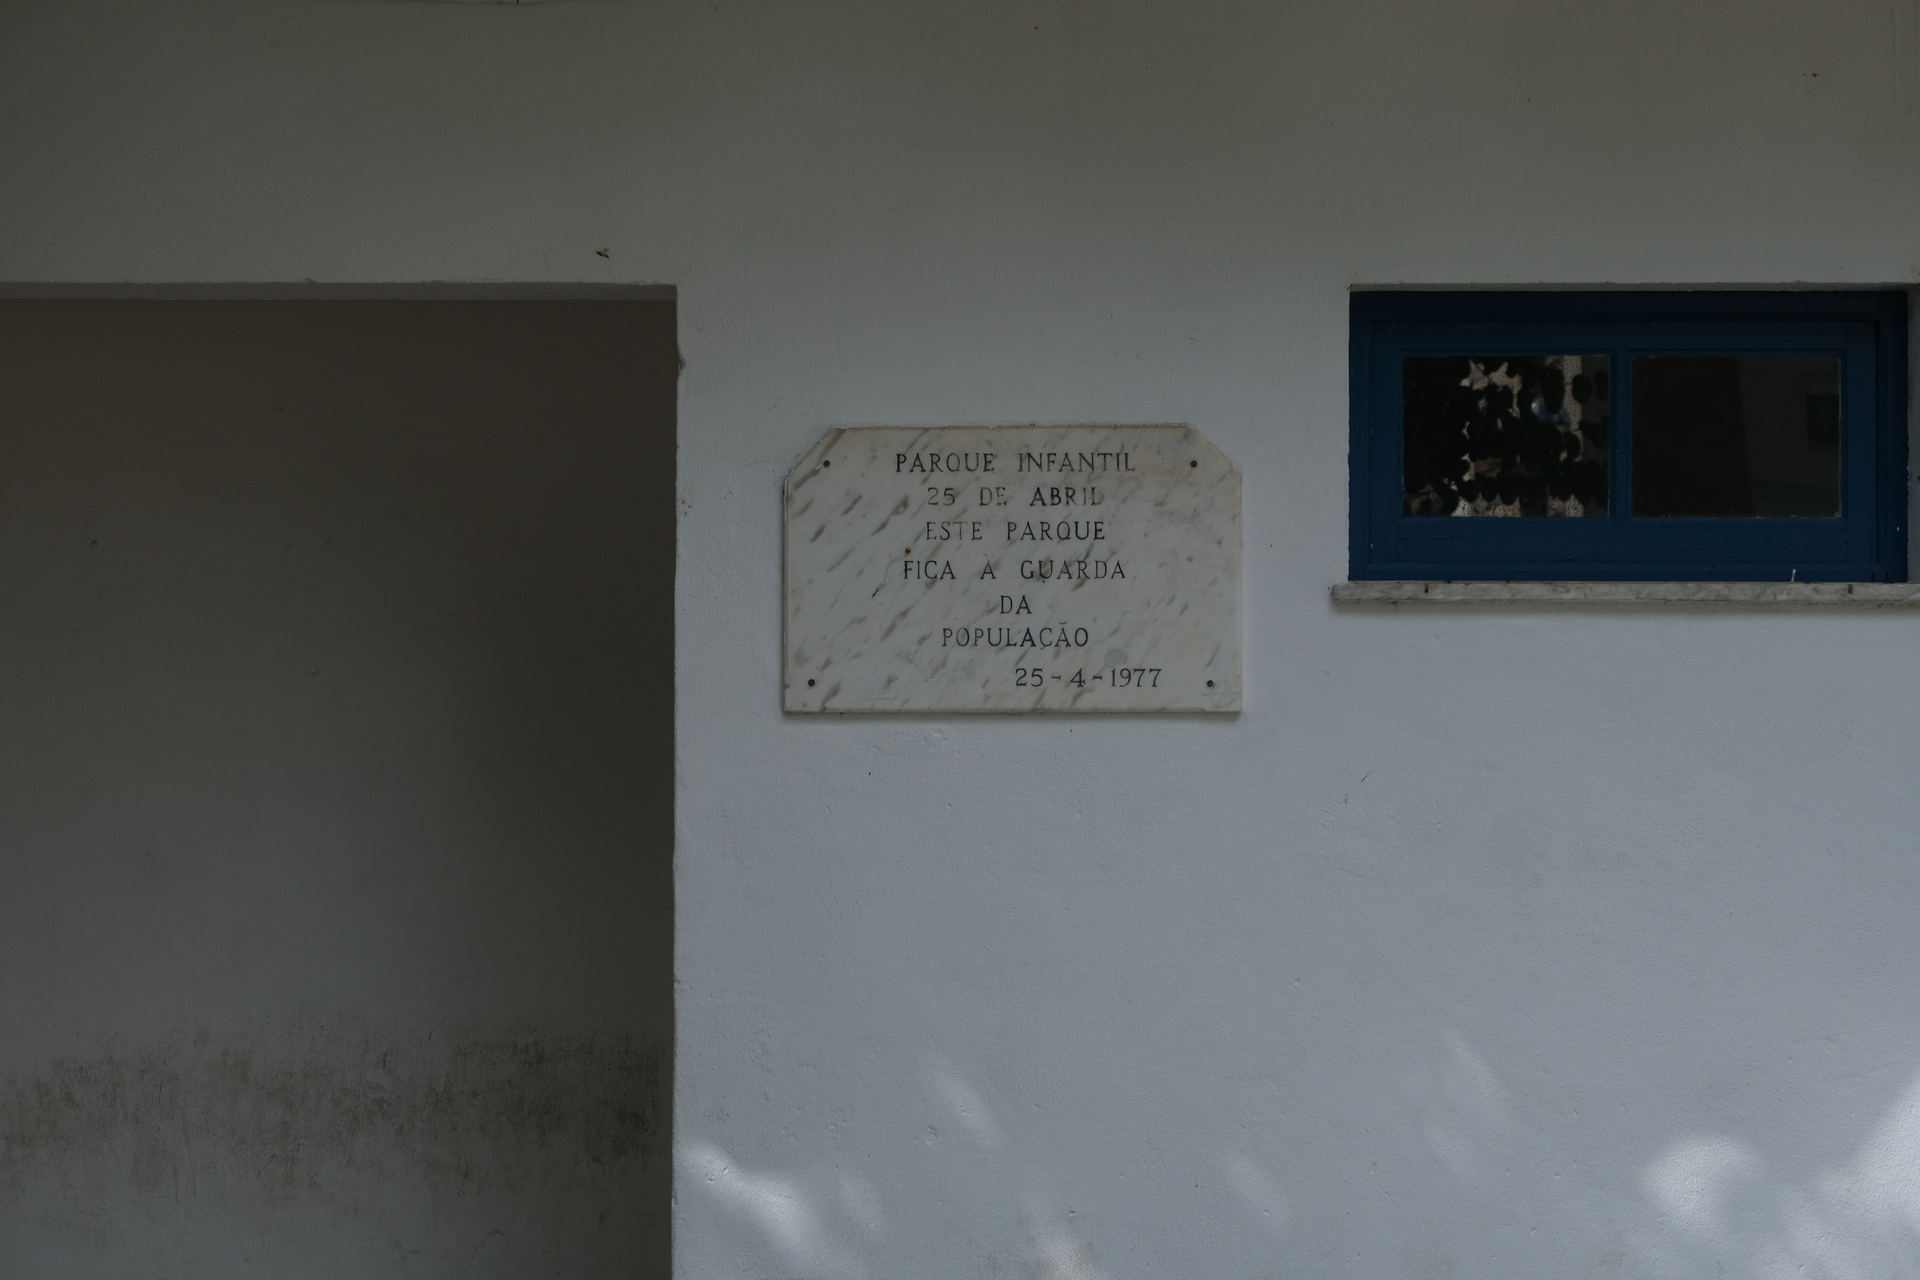 PARQUE INFANTIL
25 DE ABRIL
ESTE PARQUE
FICA À GUARDA
DA
POPULAÇÃO
25-4-1977